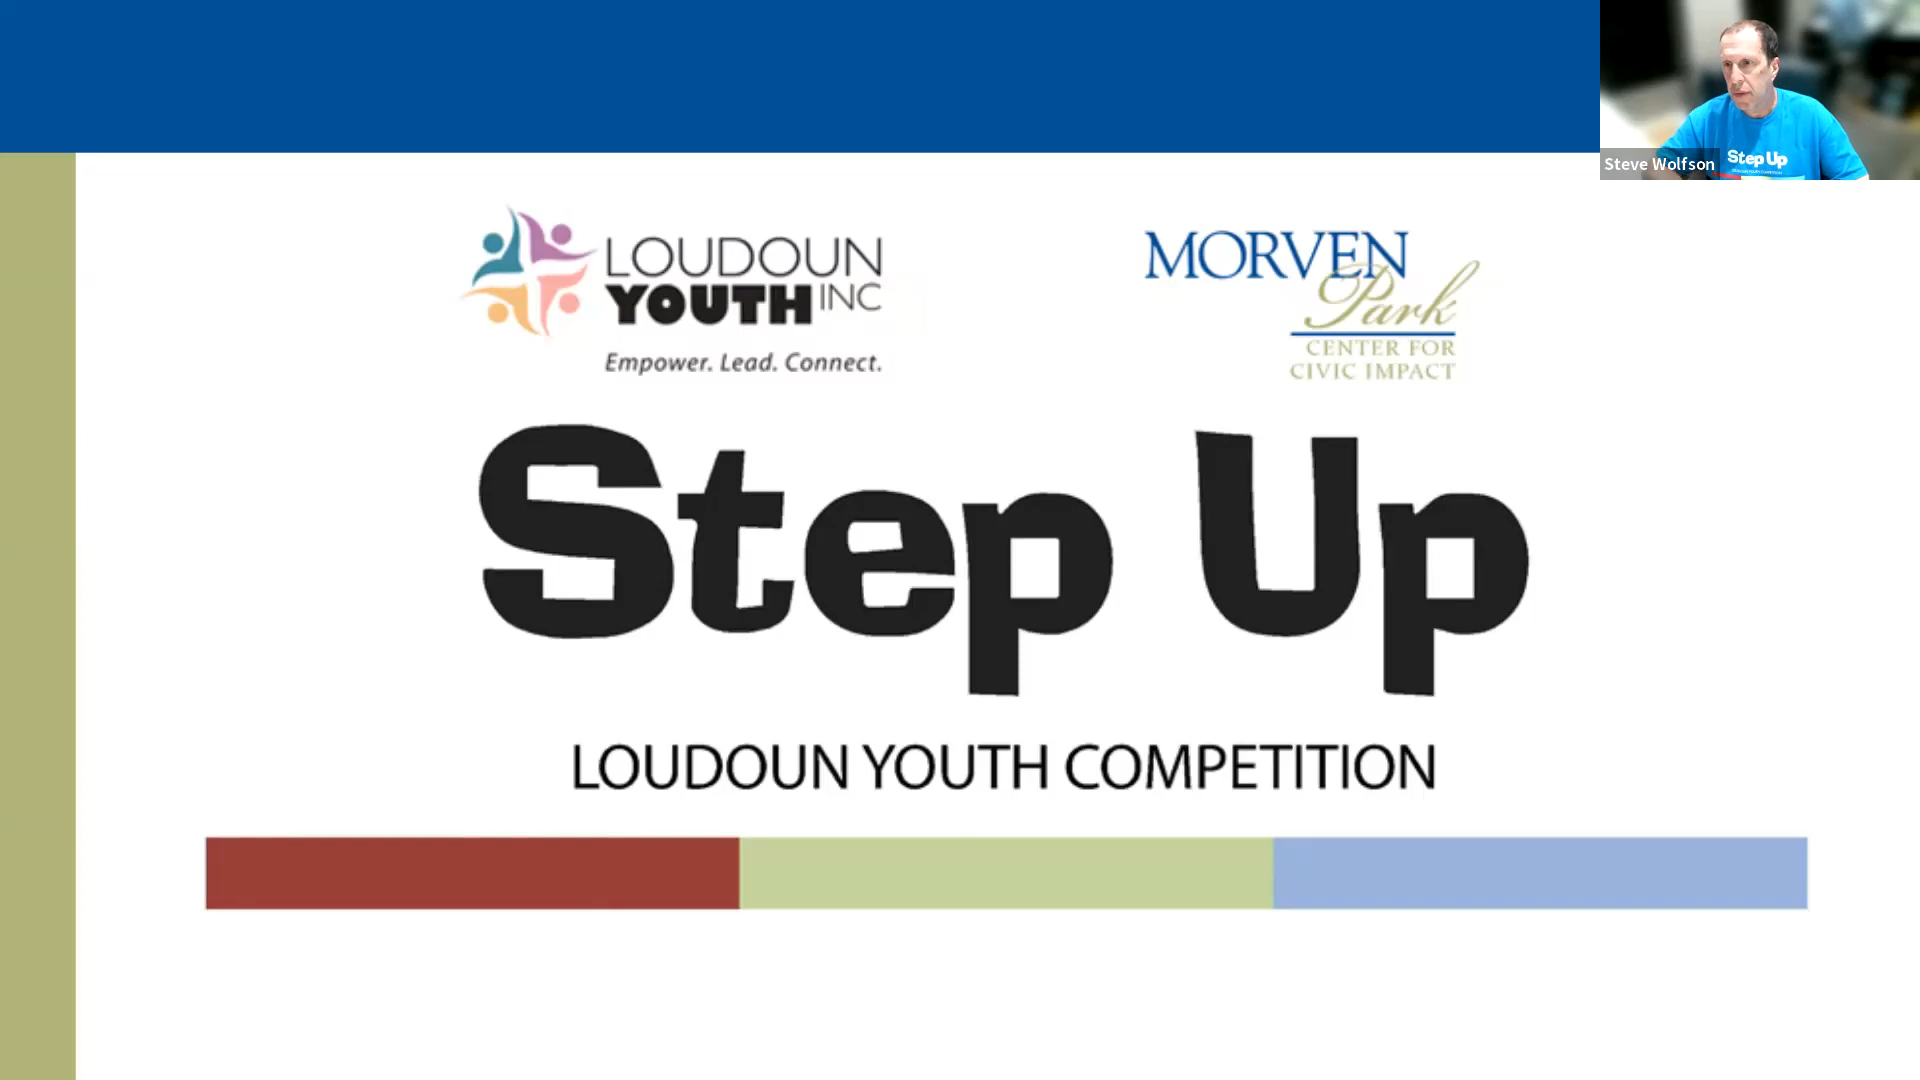 LOUDOUN
YOUTH INC
Empower. Lead. Connect.
MORVEN
Park
CENTER FOR
CIVIC IMPACT
Step Up
LOUDOUN YOUTH COMPETITION
Steve Wolfson
Step Up